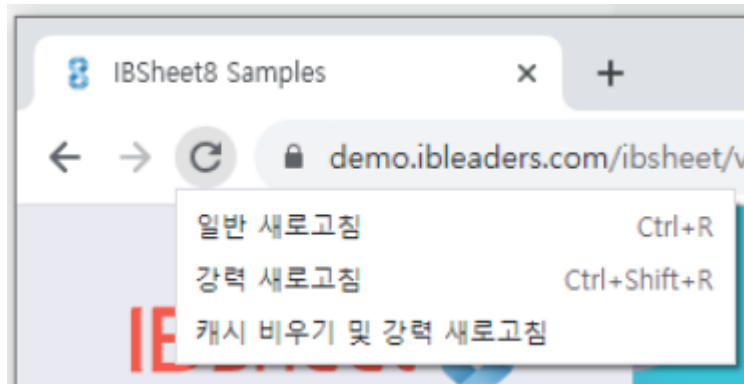 IBSheet8 Samples
demo.ibleaders.com/ibsheet/v
일반 새로고침 Ctrl+R
강력 새로고침 Ctrl+Shift+R
캐시 비우기 및 강력 새로고침